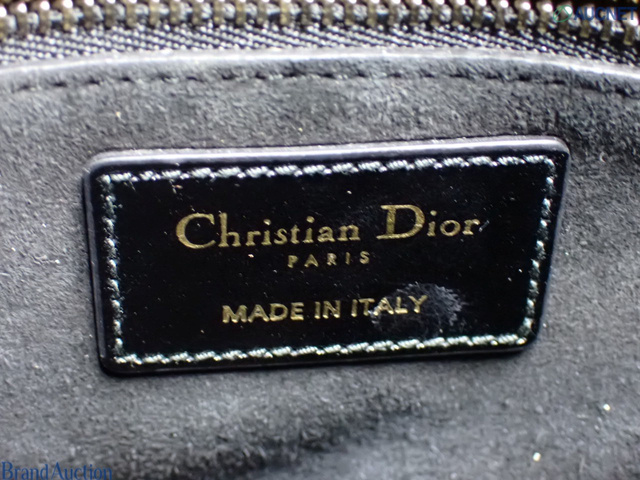 Christian Dior
PARIS
MADE IN ITALY
BrandAuction